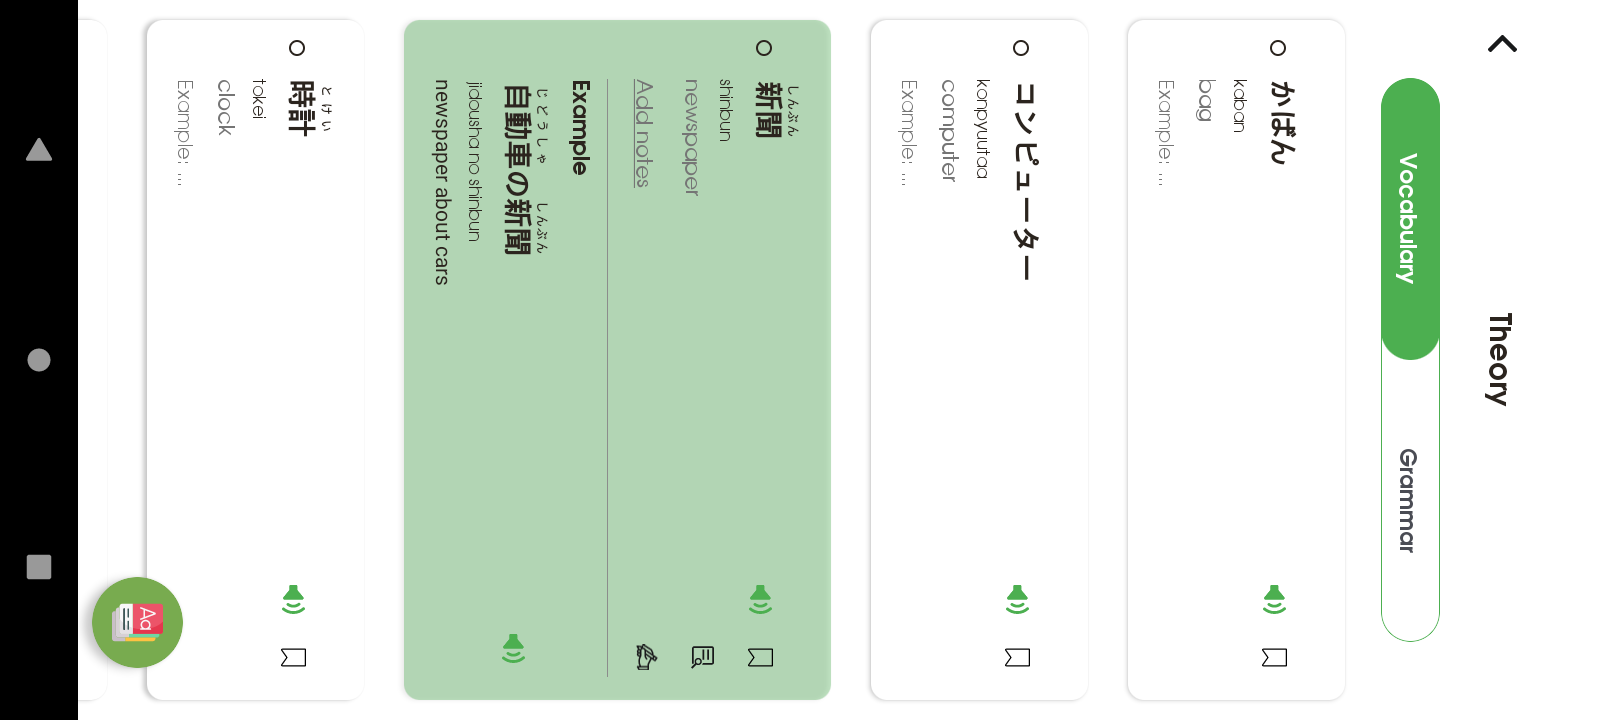 Theory
Vocabulary Grammar
かばん
kaban
bag
Example: ...
コンピューター
konpyuutaa
computer
Example: ...
しんぶん
新聞
shinbun
newspaper
Add notes
Example
じどうしゃ しんぶん
自動車の新聞
jidousha no shinbun
newspaper about cars
とけい
時計
tokei
clock
Example: ...
Aα